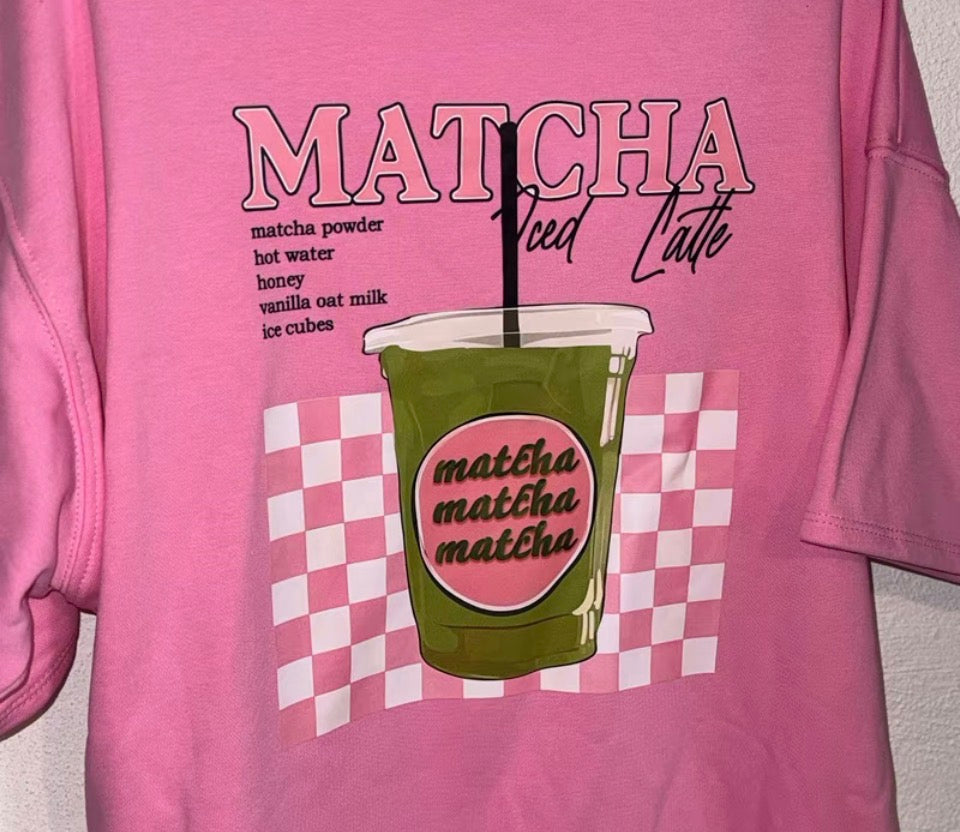 MATCHA
Iced Latte
matcha powder
hot water
honey
vanilla oat milk
ice cubes
matcha
matcha
matcha